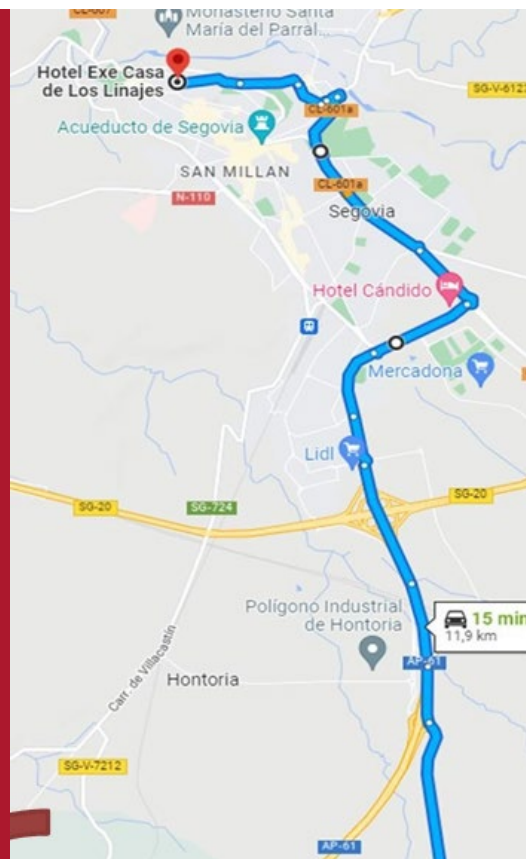 CL-607
Monasterio Santa
María del Parral...
Hotel Exe Casa
de Los Linajes
SG-V-612
CL-601a
Acueducto de Segovia
SAN MILLAN
CL-601a
N-110
Segovia
Hotel Cándido
Mercadona
Lidl
SG-20
SG-724
SG-20
Polígono Industrial
de Hontoria
15 min
11,9 km
AP-61
Hontoria
Carr. de Villacastín
SG-V-7212
AP-61